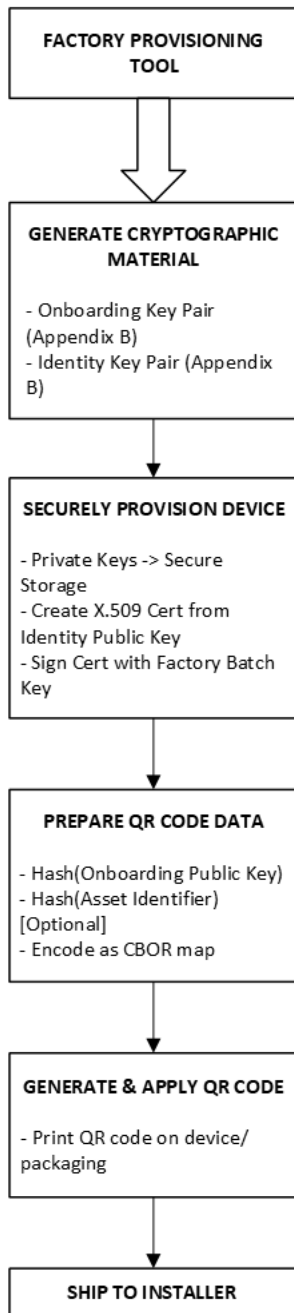 FACTORY PROVISIONING
TOOL
GENERATE CRYPTOGRAPHIC
MATERIAL
- Onboarding Key Pair
(Appendix B)
- Identity Key Pair (Appendix
B)
SECURELY PROVISION DEVICE
- Private Keys -> Secure
Storage
- Create X.509 Cert from
Identity Public Key
- Sign Cert with Factory Batch
Key
PREPARE QR CODE DATA
- Hash(Onboarding Public Key)
- Hash(Asset Identifier)
[Optional]
- Encode as CBOR map
GENERATE & APPLY QR CODE
- Print QR code on device/
packaging
SHIP TO INSTALLER